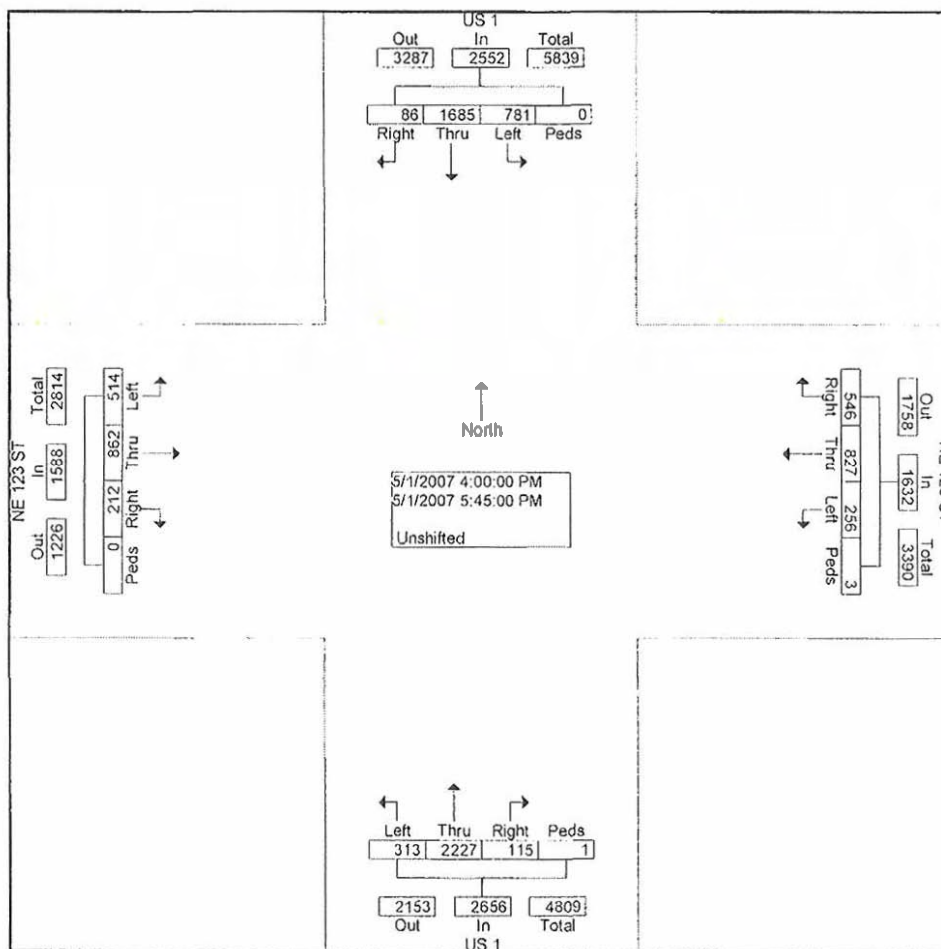 US 1
Out In Total
3287 2552 5839
86 1685 781 0
Right Thru Left Peds
NE 123 ST
Total In Out
2814 1588 1226
514 862 212 0
Left Thru Right Peds
North
5/1/2007 4:00:00 PM
5/1/2007 5:45:00 PM
Unshifted
Right Thru Left Peds
546 827 256 3
Out In Total
1758 1632 3390
Left Thru Right Peds
313 2227 115 1
2153 2656 4809
Out In Total
US 1